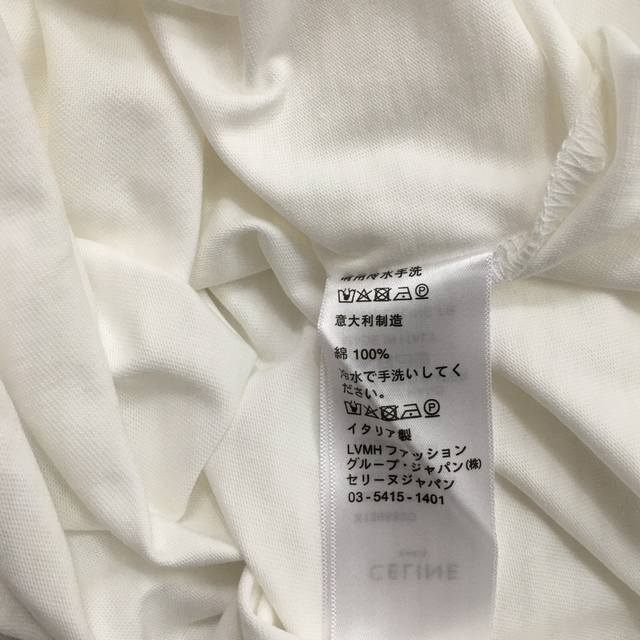 請用冷水手洗
意大利制造
綿 100%
冷水で手洗いしてく
ださい。
イタリア製
LVMH ファッション
グループ・ジャパン(株)
セリーヌジャパン
03-5415-1401
CELINE